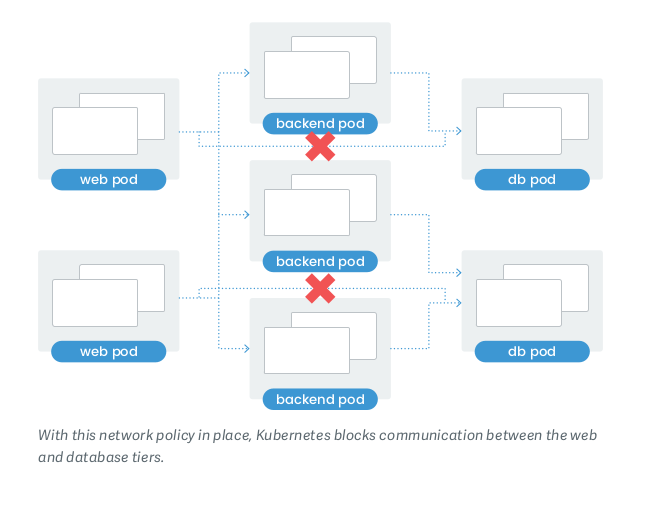 backend pod
web pod
db pod
backend pod
web pod
db pod
backend pod
With this network policy in place, Kubernetes blocks communication between the web
and database tiers.